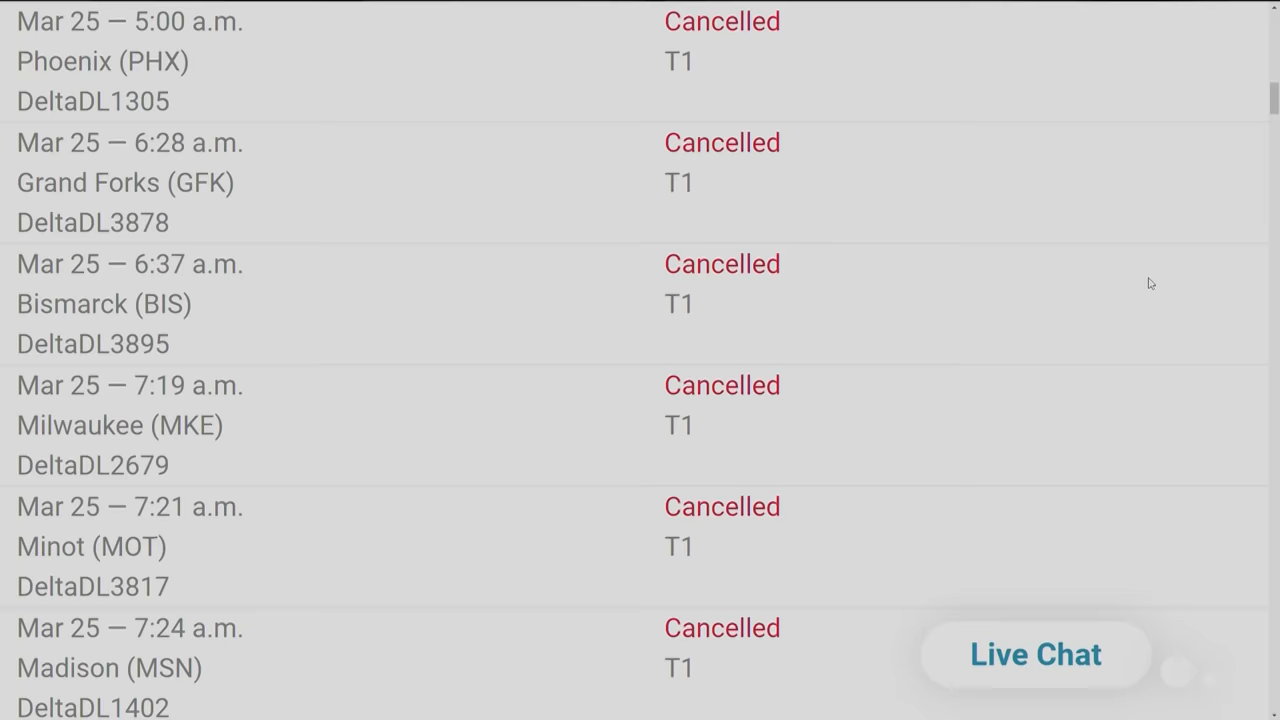 Mar 25 — 5:00 a.m. Cancelled
Phoenix (PHX) T1
DeltaDL1305
Mar 25 — 6:28 a.m. Cancelled
Grand Forks (GFK) T1
DeltaDL3878
Mar 25 — 6:37 a.m. Cancelled
Bismarck (BIS) T1
DeltaDL3895
Mar 25 — 7:19 a.m. Cancelled
Milwaukee (MKE) T1
DeltaDL2679
Mar 25 — 7:21 a.m. Cancelled
Minot (MOT) T1
DeltaDL3817
Mar 25 — 7:24 a.m. Cancelled
Madison (MSN) T1
DeltaDL1402
Live Chat